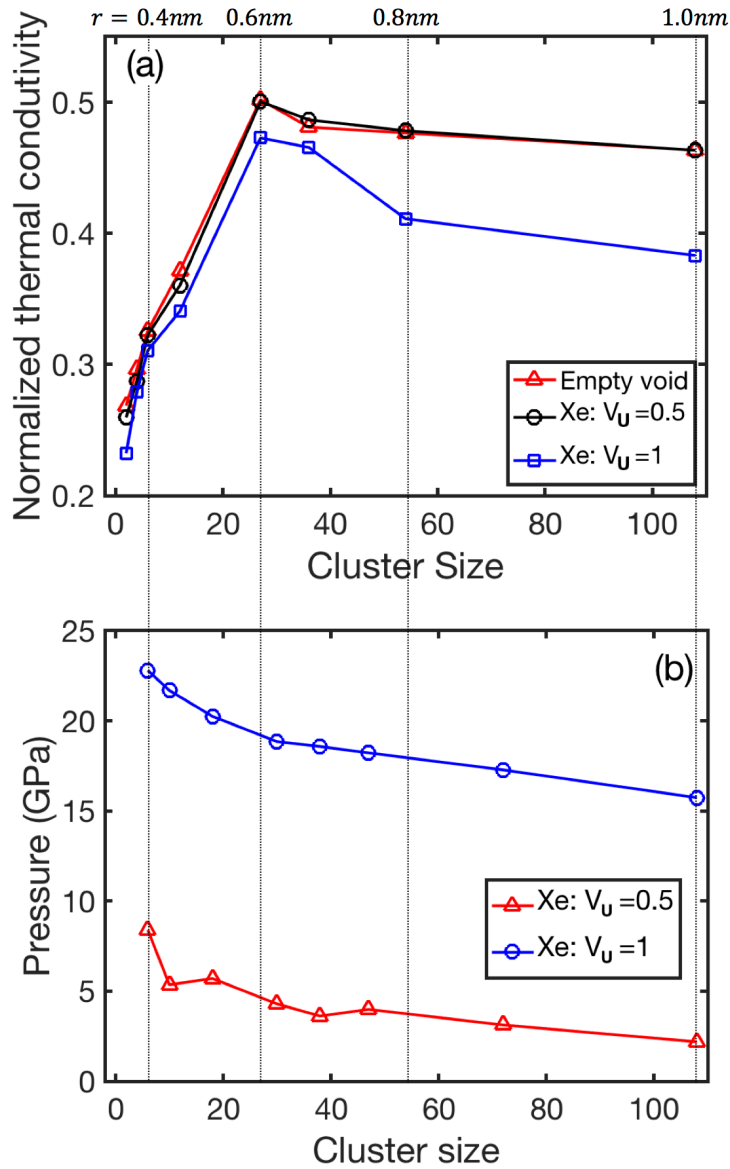 r = 0.4nm 0.6nm 0.8nm 1.0nm
(a)
Normalized thermal condutivity
0.5
0.4
0.3
0.2
Empty void
Xe: VU=0.5
Xe: VU=1
0 20 40 60 80 100
Cluster Size
25
(b)
20
15
10
5
0
Pressure (GPa)
Xe: VU=0.5
Xe: VU=1
0 20 40 60 80 100
Cluster size